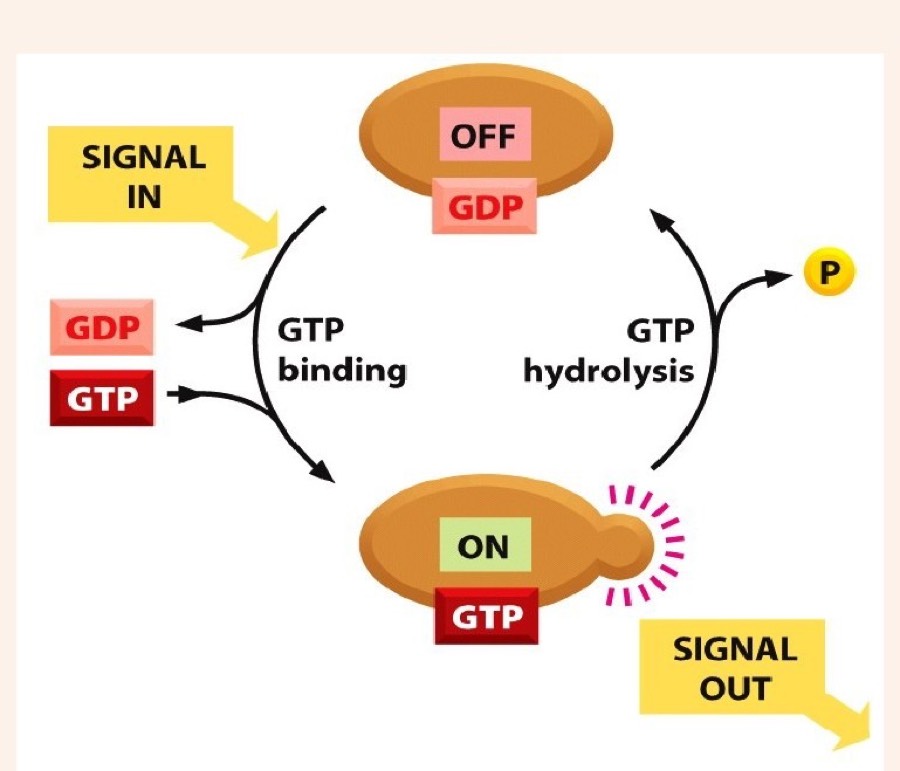 OFF
GDP
SIGNAL
IN
GDP
GTP
GTP
binding
GTP
hydrolysis
P
ON
GTP
SIGNAL
OUT